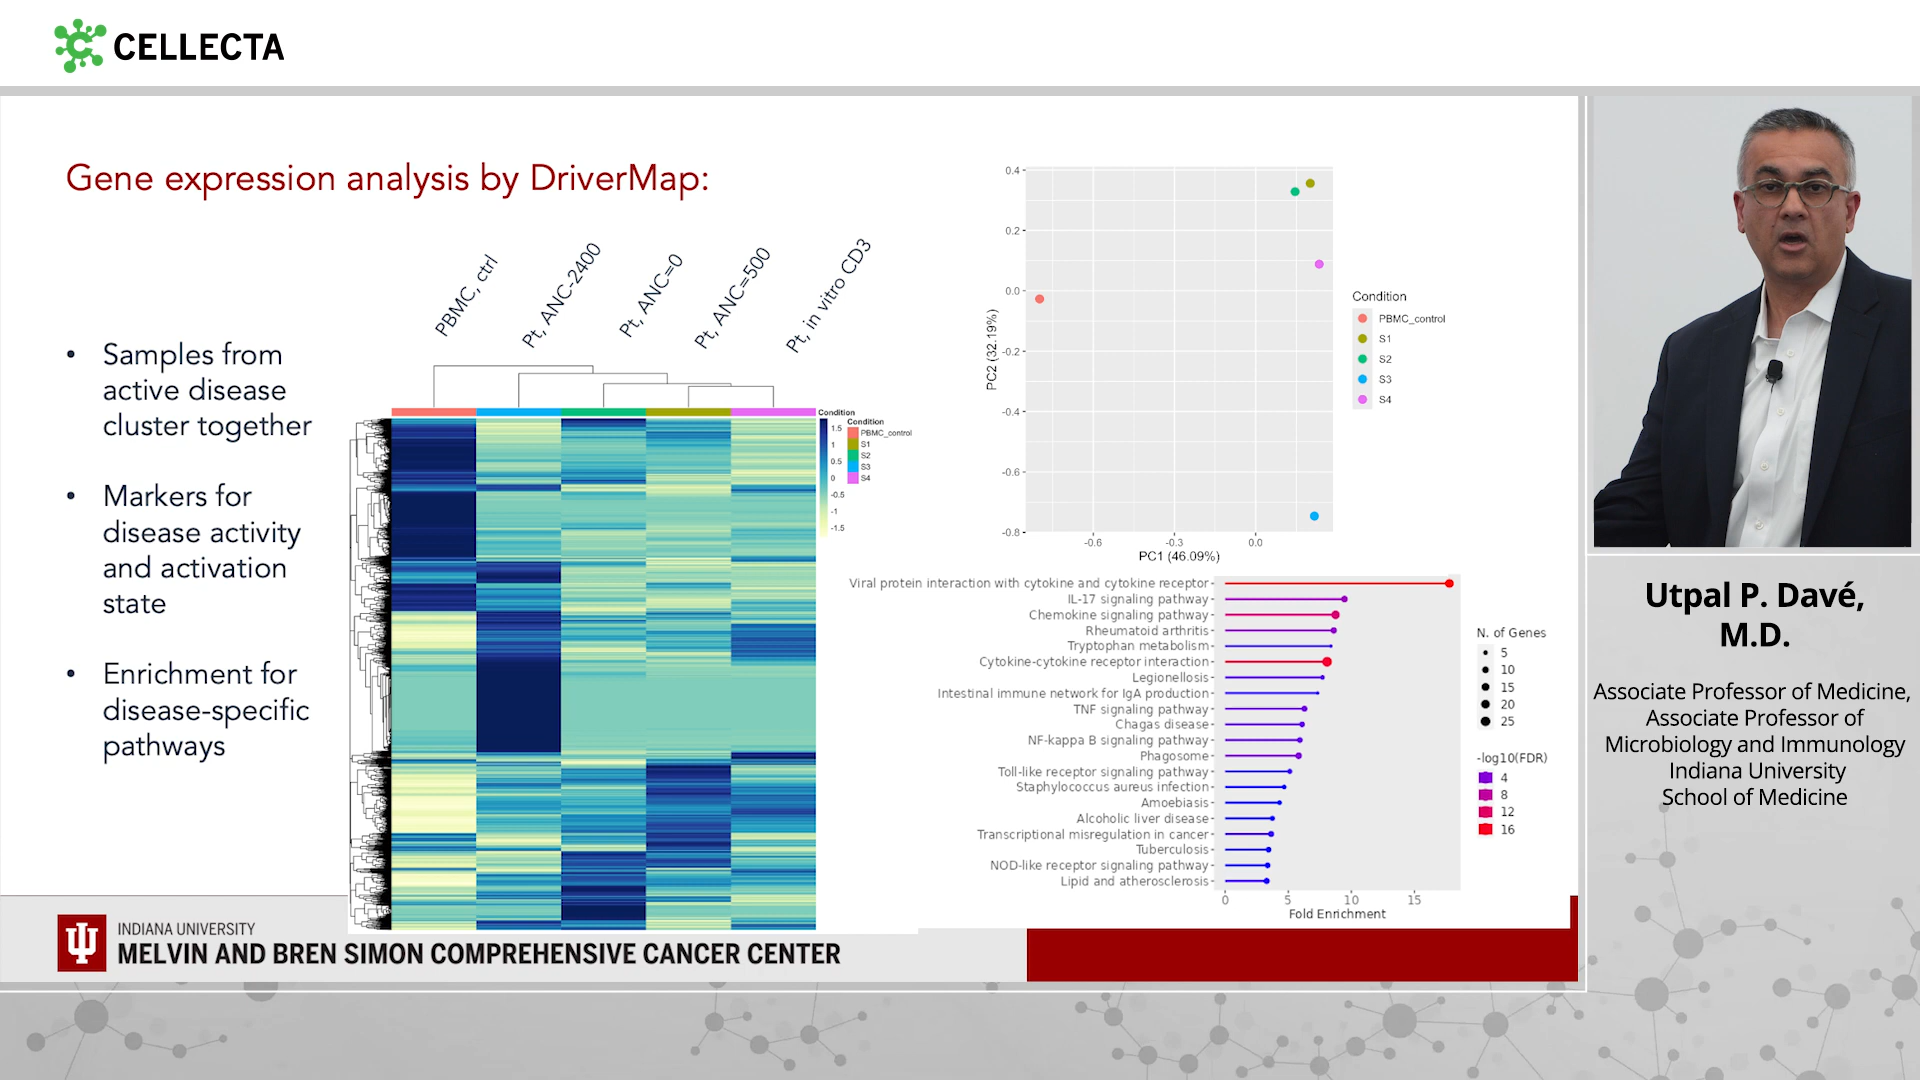 CELLECTA
Gene expression analysis by DriverMap:
• Samples from
active disease
cluster together
• Markers for
disease activity
and activation
state
• Enrichment for
disease-specific
pathways
PBMC, ctrl
Pt, ANC-2400
Pt, ANC=0
Pt, ANC=500
Pt, in vitro CD3
Condition
1.5
1
0.5
0
-0.5
-1
-1.5
Condition
PBMC_control
S1
S2
S3
S4
0.4
0.2
0.0
-0.2
-0.4
-0.6
-0.8
PC2 (32.19%)
-0.6
-0.3
0.0
PC1 (46.09%)
Condition
PBMC_control
S1
S2
S3
S4
Viral protein interaction with cytokine and cytokine receptor
IL-17 signaling pathway
Chemokine signaling pathway
Rheumatoid arthritis
Tryptophan metabolism
Cytokine-cytokine receptor interaction
Legionellosis
Intestinal immune network for IgA production
TNF signaling pathway
Chagas disease
NF-kappa B signaling pathway
Phagosome
Toll-like receptor signaling pathway
Staphylococcus aureus infection
Amoebiasis
Alcoholic liver disease
Transcriptional misregulation in cancer
Tuberculosis
NOD-like receptor signaling pathway
Lipid and atherosclerosis
0
5
10
15
Fold Enrichment
N. of Genes
5
10
15
20
25
-log10(FDR)
4
8
12
16
INDIANA UNIVERSITY
MELVIN AND BREN SIMON COMPREHENSIVE CANCER CENTER
Utpal P. Davé,
M.D.
Associate Professor of Medicine,
Associate Professor of
Microbiology and Immunology
Indiana University
School of Medicine